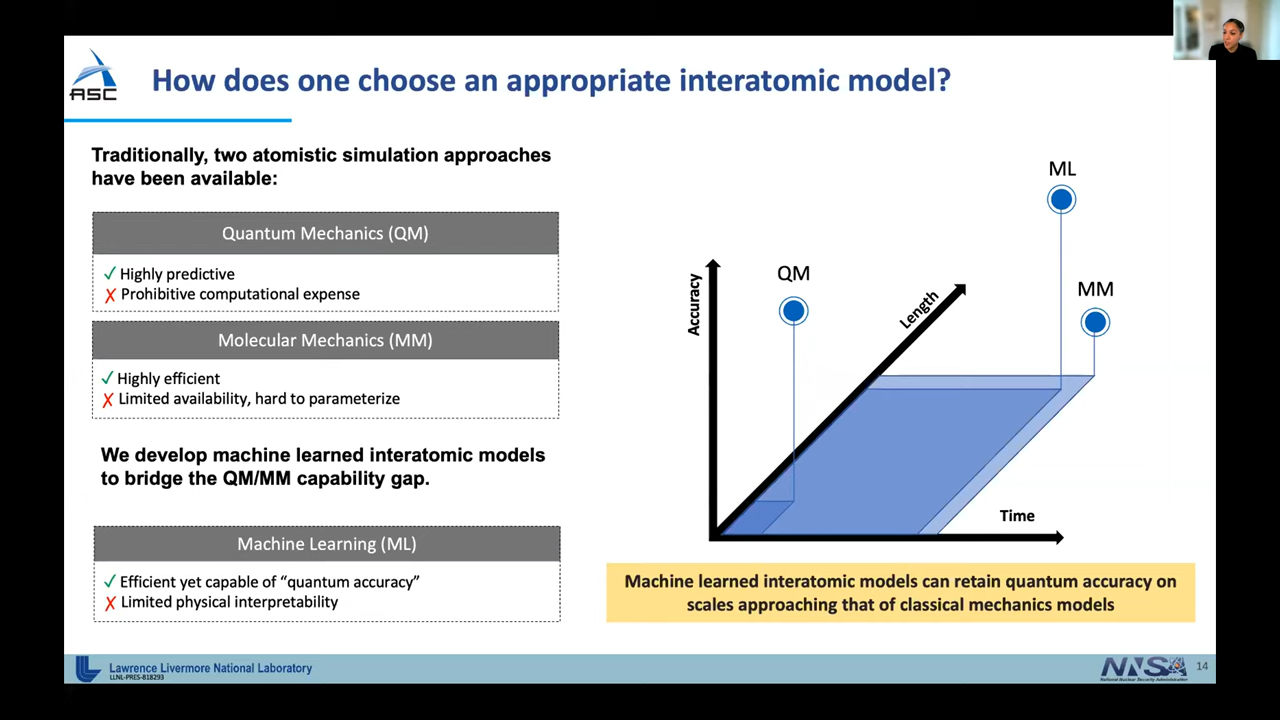 ASC
How does one choose an appropriate interatomic model?
Traditionally, two atomistic simulation approaches
have been available:
Quantum Mechanics (QM)
✓ Highly predictive
✗ Prohibitive computational expense
Molecular Mechanics (MM)
✓ Highly efficient
✗ Limited availability, hard to parameterize
We develop machine learned interatomic models
to bridge the QM/MM capability gap.
Machine Learning (ML)
✓ Efficient yet capable of “quantum accuracy”
✗ Limited physical interpretability
ML
QM
MM
Accuracy
Length
Time
Machine learned interatomic models can retain quantum accuracy on
scales approaching that of classical mechanics models
Lawrence Livermore National Laboratory
LLNL-PRES-818293
NNSA
National Nuclear Security Administration
14